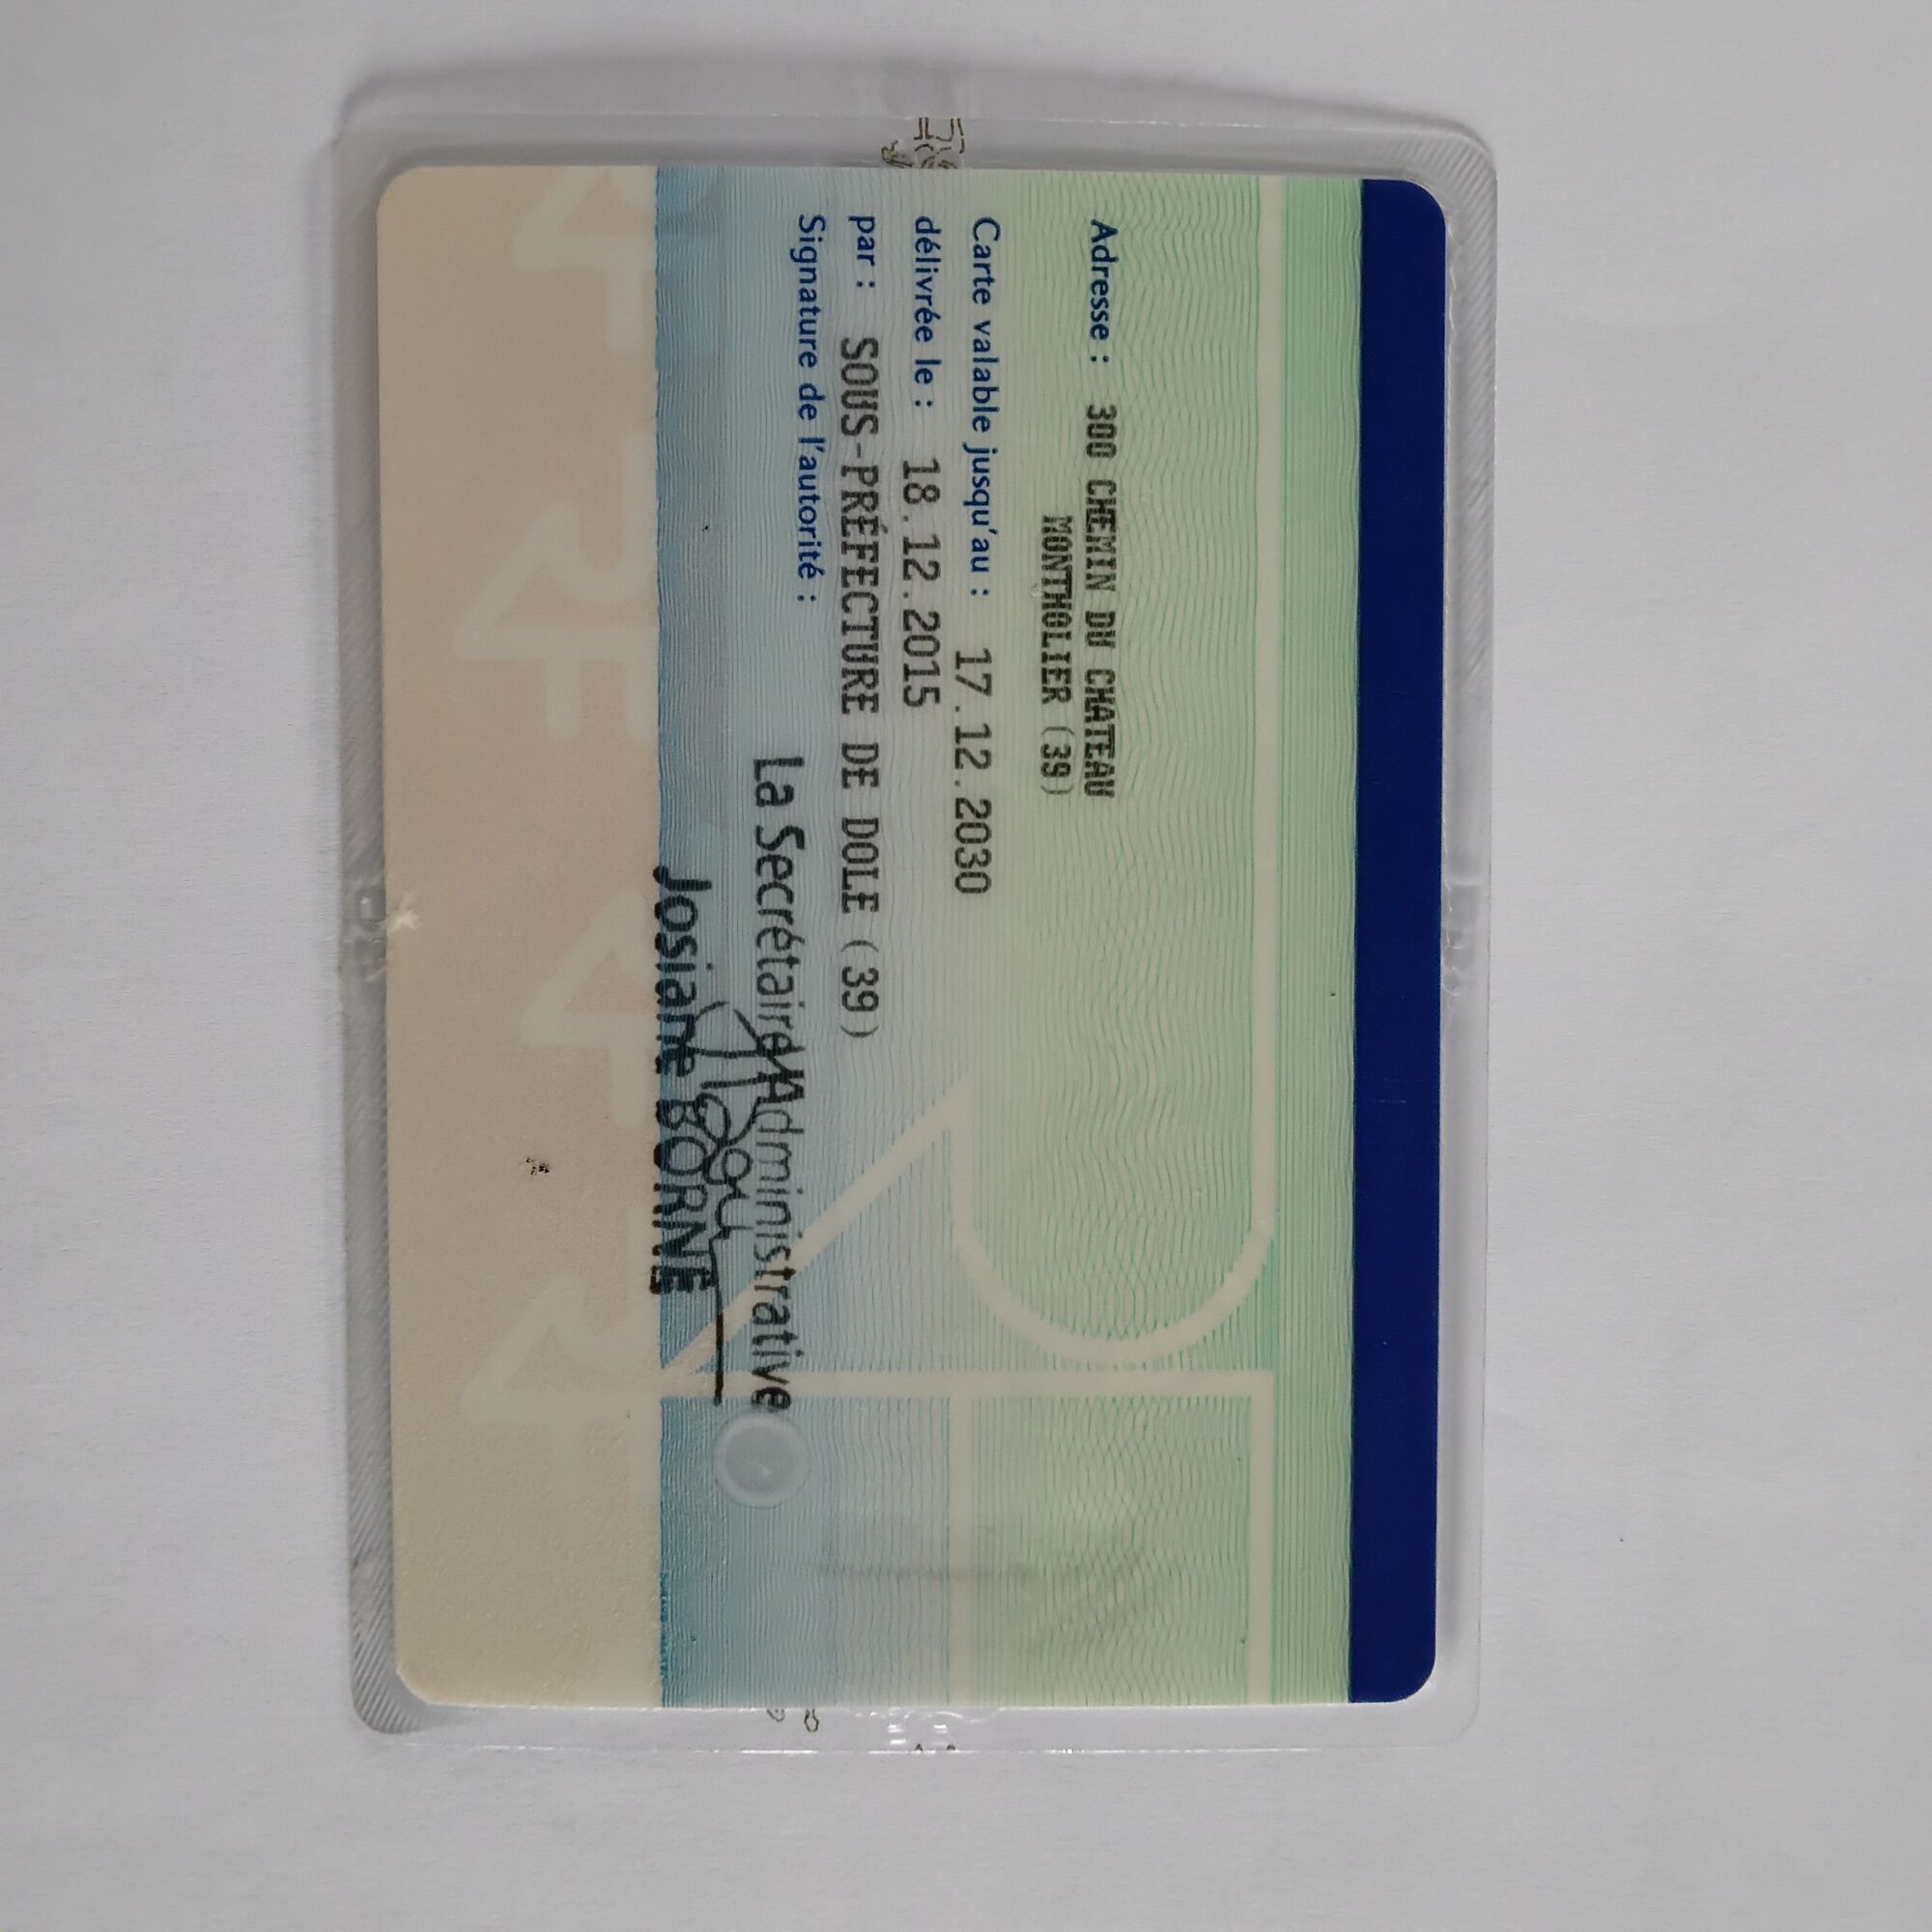 Adresse : 300 CHEMIN DU CHATEAU
MONTHOLIER (39)
Carte valable jusqu'au : 17.12.2030
délivrée le : 18.12.2015
par : SOUS-PRÉFECTURE DE DOLE (39)
Signature de l'autorité :
La Secrétaire Administrative
Josiane BORNE